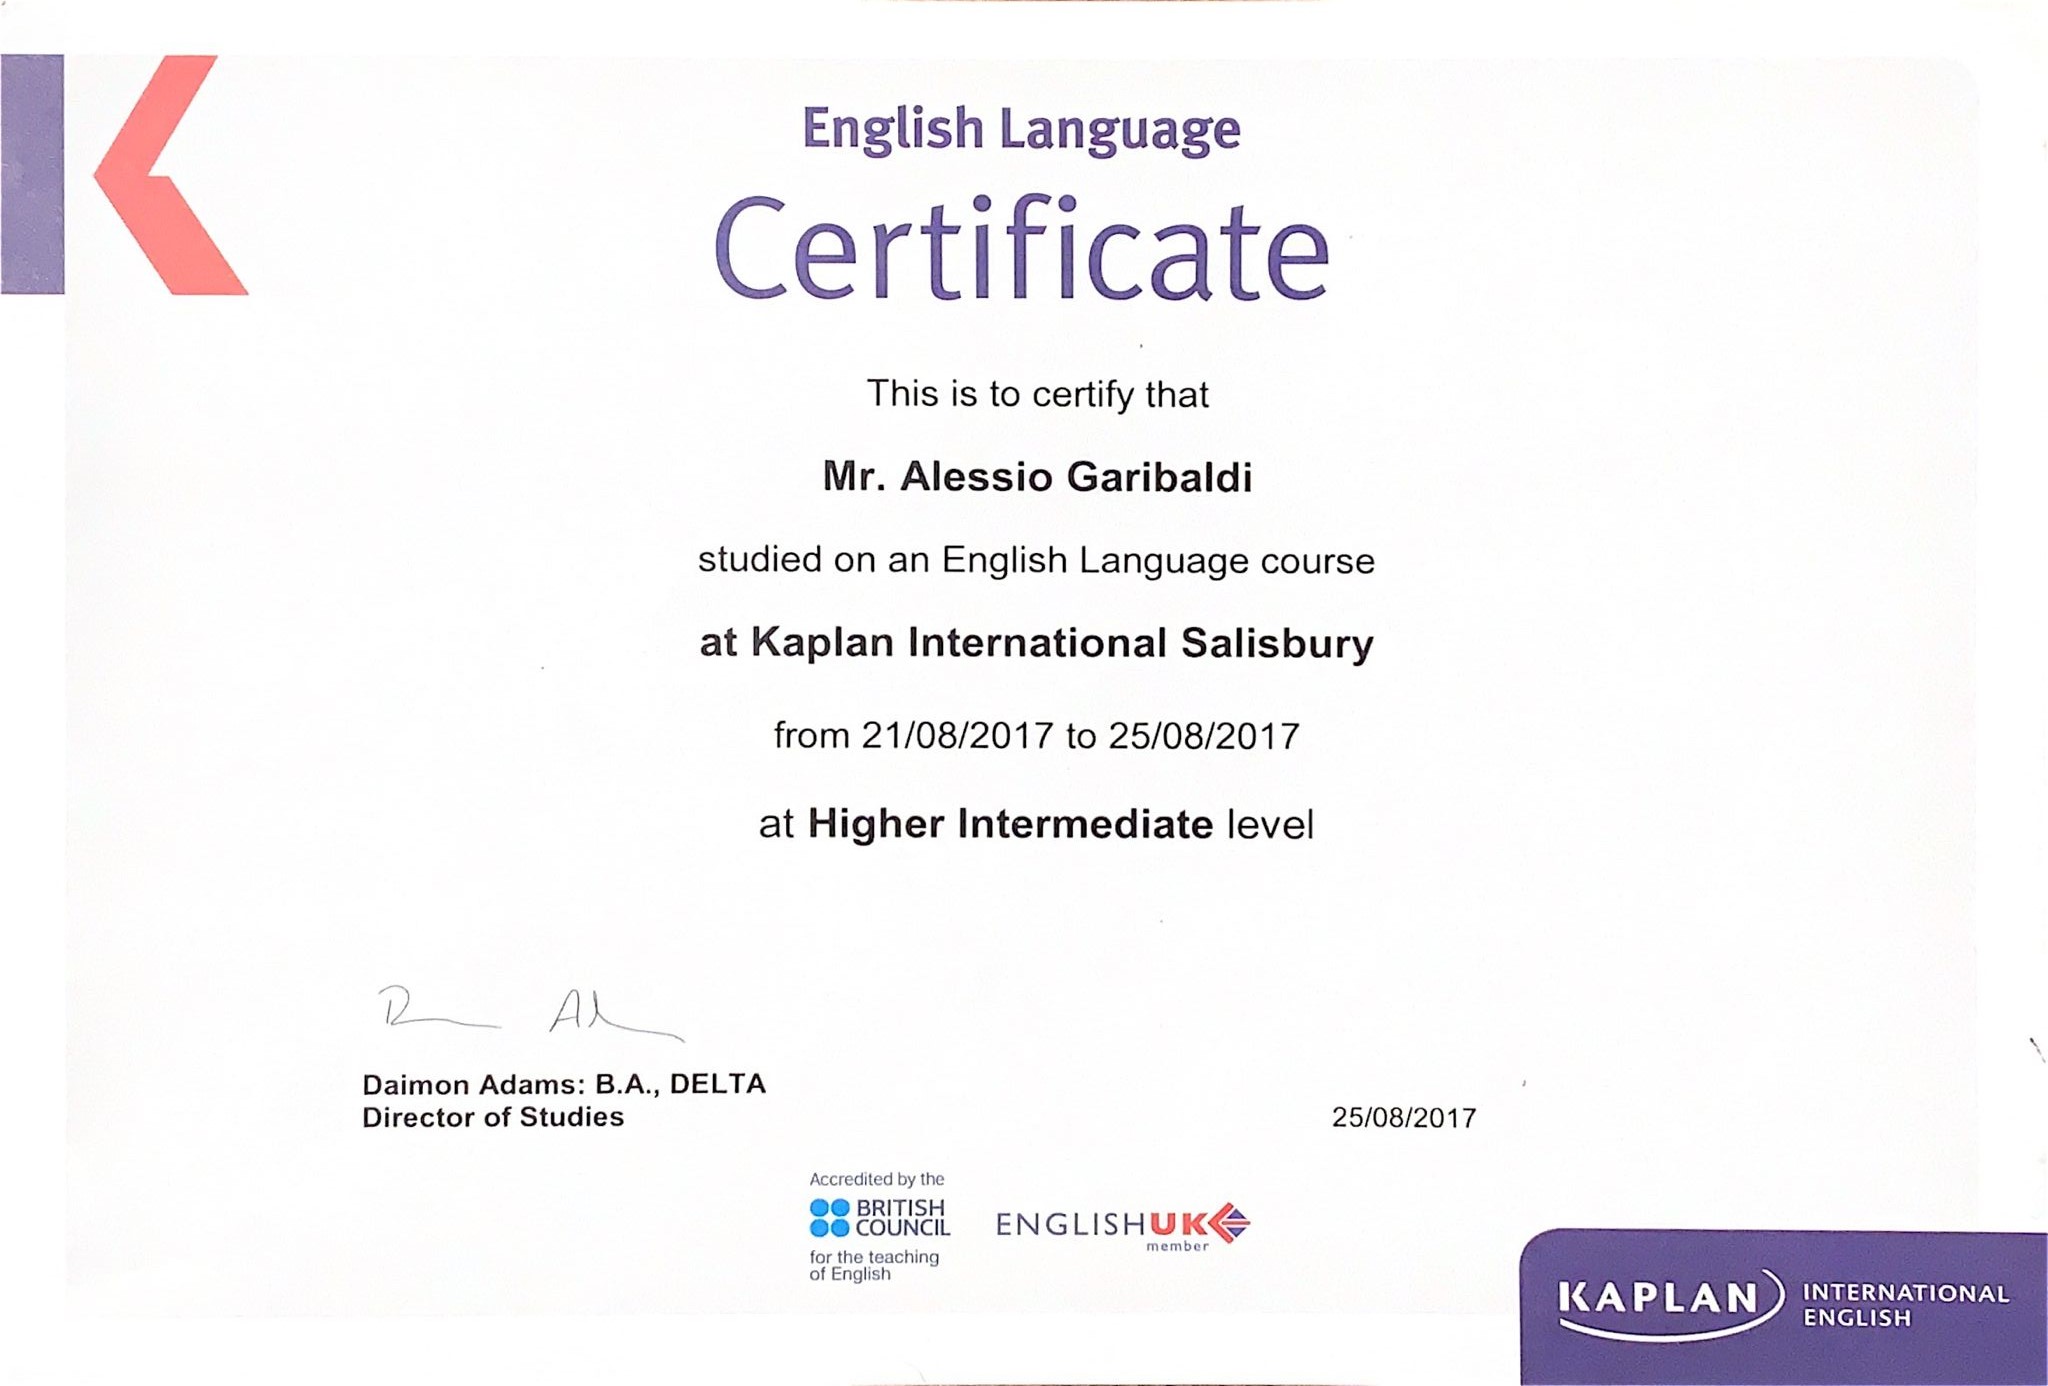 English Language
Certificate
This is to certify that
Mr. Alessio Garibaldi
studied on an English Language course
at Kaplan International Salisbury
from 21/08/2017 to 25/08/2017
at Higher Intermediate level
Daimon Adams: B.A., DELTA
Director of Studies
25/08/2017
Accredited by the
BRITISH
COUNCIL
for the teaching
of English
ENGLISHUK
member
KAPLAN
INTERNATIONAL
ENGLISH